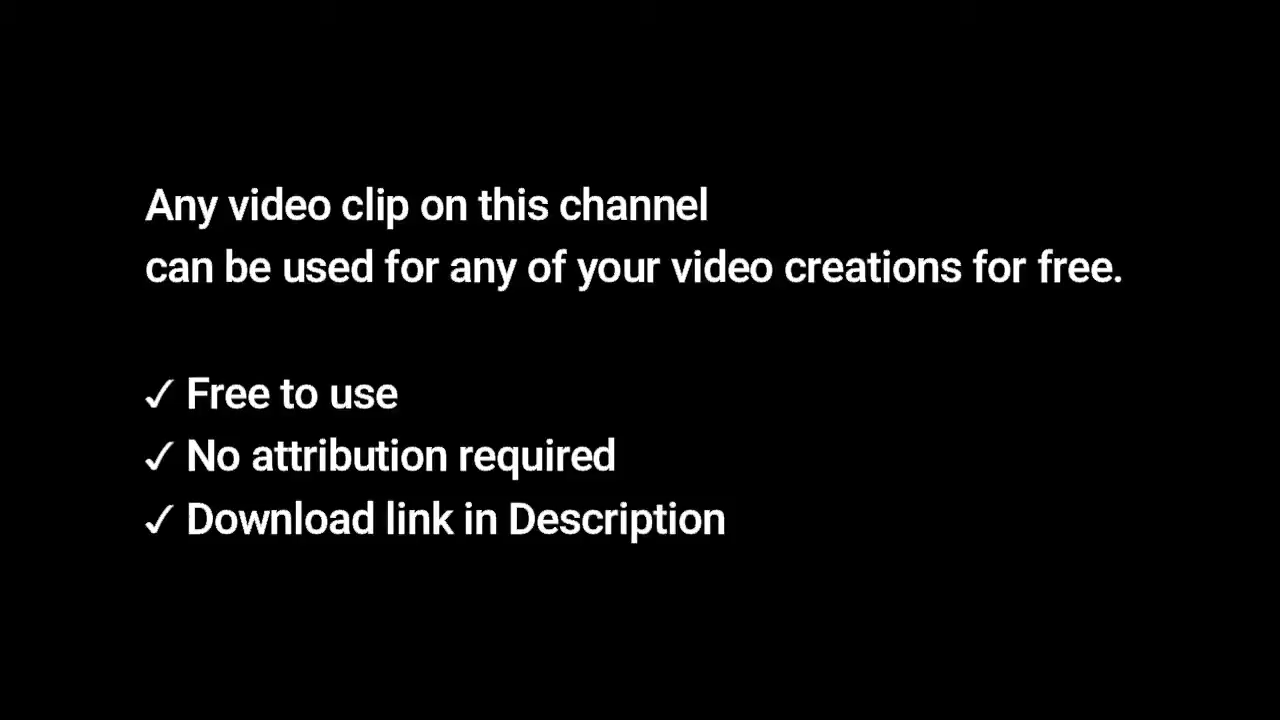 Any video clip on this channel
can be used for any of your video creations for free.
✓ Free to use
✓ No attribution required
✓ Download link in Description